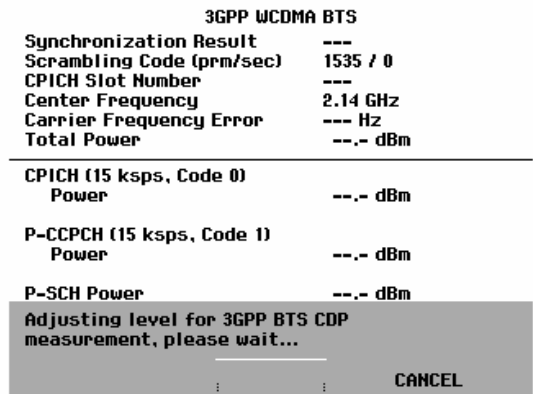 3GPP WCDMA BTS
Synchronization Result ---
Scrambling Code (prm/sec) 1535 / 0
CPICH Slot Number ---
Center Frequency 2.14 GHz
Carrier Frequency Error --- Hz
Total Power --.- dBm
CPICH (15 ksps, Code 0)
Power --.- dBm
P-CCPCH (15 ksps, Code 1)
Power --.- dBm
P-SCH Power --.- dBm
Adjusting level for 3GPP BTS CDP
measurement, please wait...
CANCEL